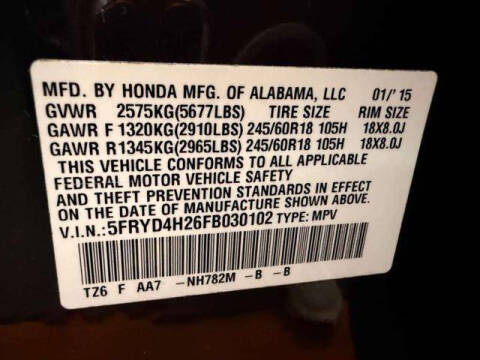 MFD. BY HONDA MFG. OF ALABAMA, LLC 01/'15
GVWR 2575KG(5677LBS) TIRE SIZE RIM SIZE
GAWR F 1320KG(2910LBS) 245/60R18 105H 18X8.0J
GAWR R1345KG(2965LBS) 245/60R18 105H 18X8.0J
THIS VEHICLE CONFORMS TO ALL APPLICABLE
FEDERAL MOTOR VEHICLE SAFETY
AND THEFT PREVENTION STANDARDS IN EFFECT
ON THE DATE OF MANUFACTURE SHOWN ABOVE.
V.I.N.:5FRYD4H26FB030102 TYPE: MPV
TZ6 F AA7 -NH782M -B -B